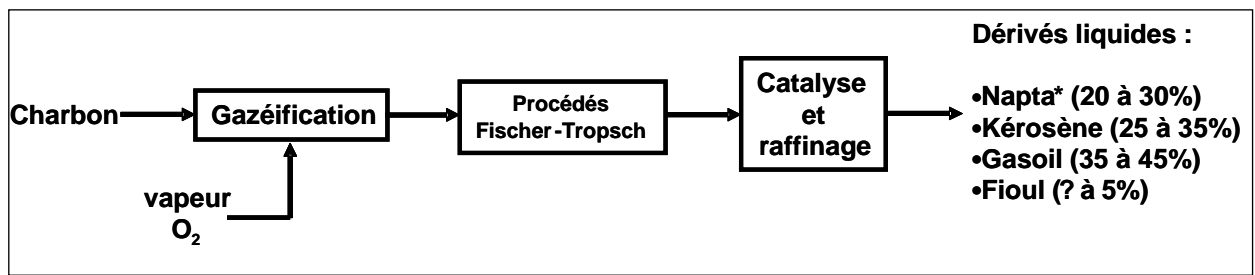 Charbon
Gazéification
vapeur
O₂
Procédés
Fischer-Tropsch
Catalyse
et
raffinage
Dérivés liquides :
•Napta* (20 à 30%)
•Kérosène (25 à 35%)
•Gasoil (35 à 45%)
•Fioul (? à 5%)